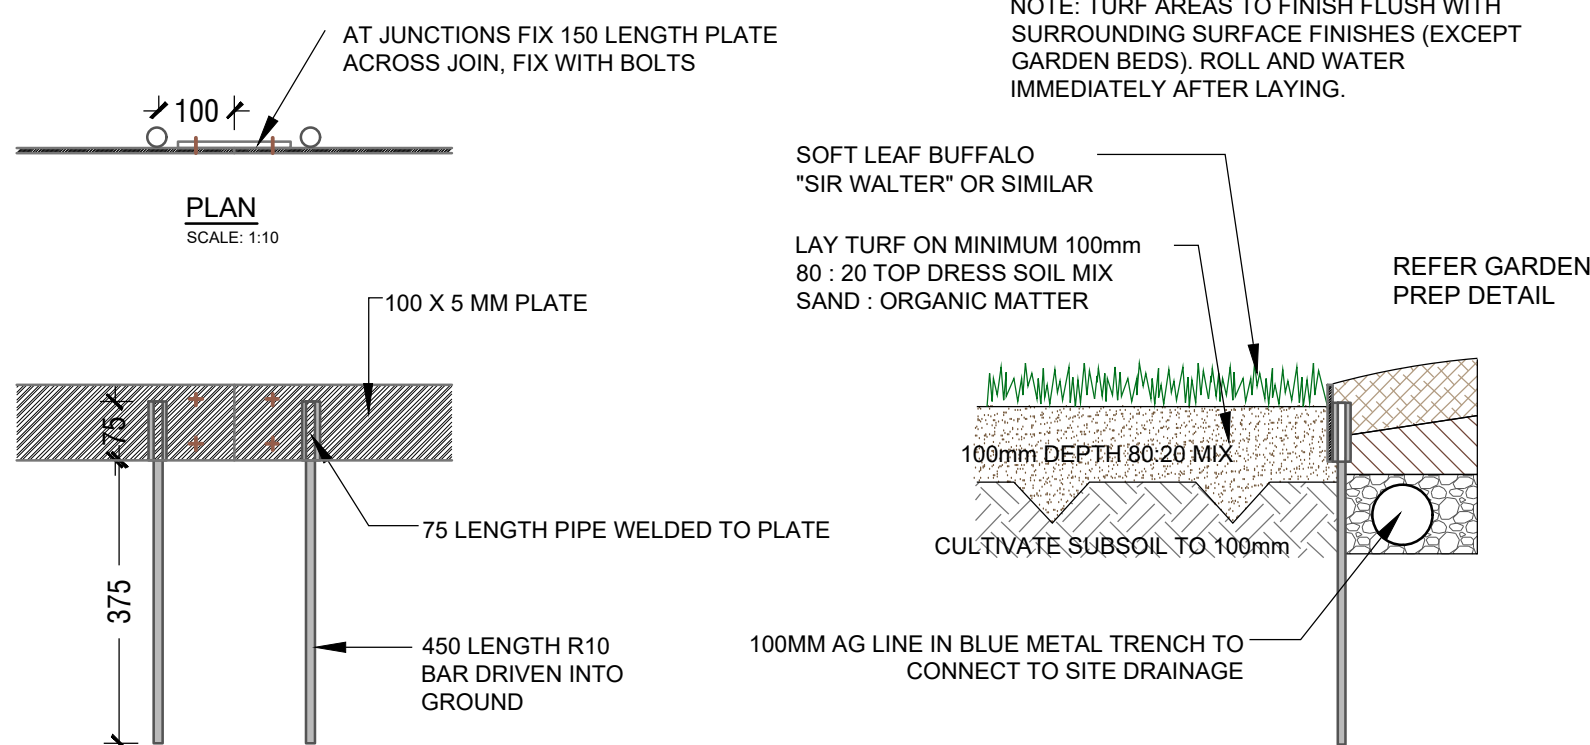 AT JUNCTIONS FIX 150 LENGTH PLATE
ACROSS JOIN, FIX WITH BOLTS
100
PLAN
SCALE: 1:10
100 X 5 MM PLATE
75
75 LENGTH PIPE WELDED TO PLATE
375
450 LENGTH R10
BAR DRIVEN INTO
GROUND
NOTE: TURF AREAS TO FINISH FLUSH WITH
SURROUNDING SURFACE FINISHES (EXCEPT
GARDEN BEDS). ROLL AND WATER
IMMEDIATELY AFTER LAYING.
SOFT LEAF BUFFALO
"SIR WALTER" OR SIMILAR
LAY TURF ON MINIMUM 100mm
80 : 20 TOP DRESS SOIL MIX
SAND : ORGANIC MATTER
REFER GARDEN
PREP DETAIL
100mm DEPTH 80:20 MIX
CULTIVATE SUBSOIL TO 100mm
100MM AG LINE IN BLUE METAL TRENCH TO
CONNECT TO SITE DRAINAGE